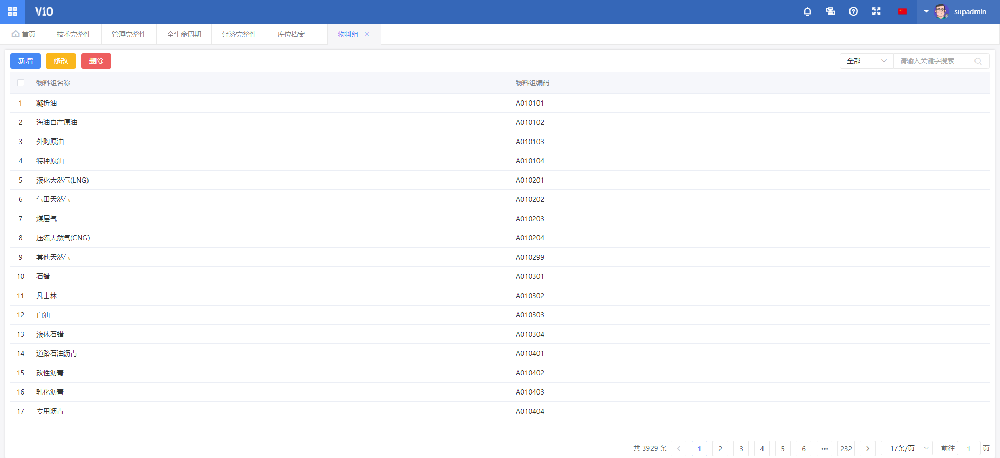 V10
supadmin
首页 技术完整性 管理完整性 全生命周期 经济完整性 库位档案 物料组
新增 修改 删除 全部 请输入关键字搜索
物料组名称 物料组编码
1 凝析油 A010101
2 海油自产原油 A010102
3 外购原油 A010103
4 特种原油 A010104
5 液化天然气(LNG) A010201
6 气田天然气 A010202
7 煤层气 A010203
8 压缩天然气(CNG) A010204
9 其他天然气 A010299
10 石蜡 A010301
11 凡士林 A010302
12 白油 A010303
13 液体石蜡 A010304
14 道路石油沥青 A010401
15 改性沥青 A010402
16 乳化沥青 A010403
17 专用沥青 A010404
共 3929 条 1 2 3 4 5 6 ••• 232 17条/页 前往 1 页